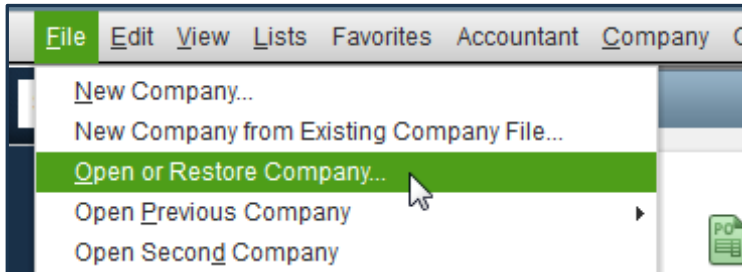 File Edit View Lists Favorites Accountant Company
New Company...
New Company from Existing Company File...
Open or Restore Company...
Open Previous Company
Open Second Company
PO